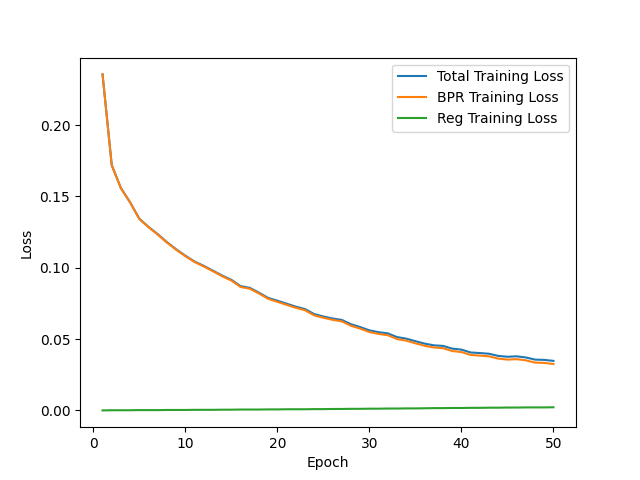 Total Training Loss
BPR Training Loss
Reg Training Loss
Loss
0.20
0.15
0.10
0.05
0.00
0 10 20 30 40 50
Epoch